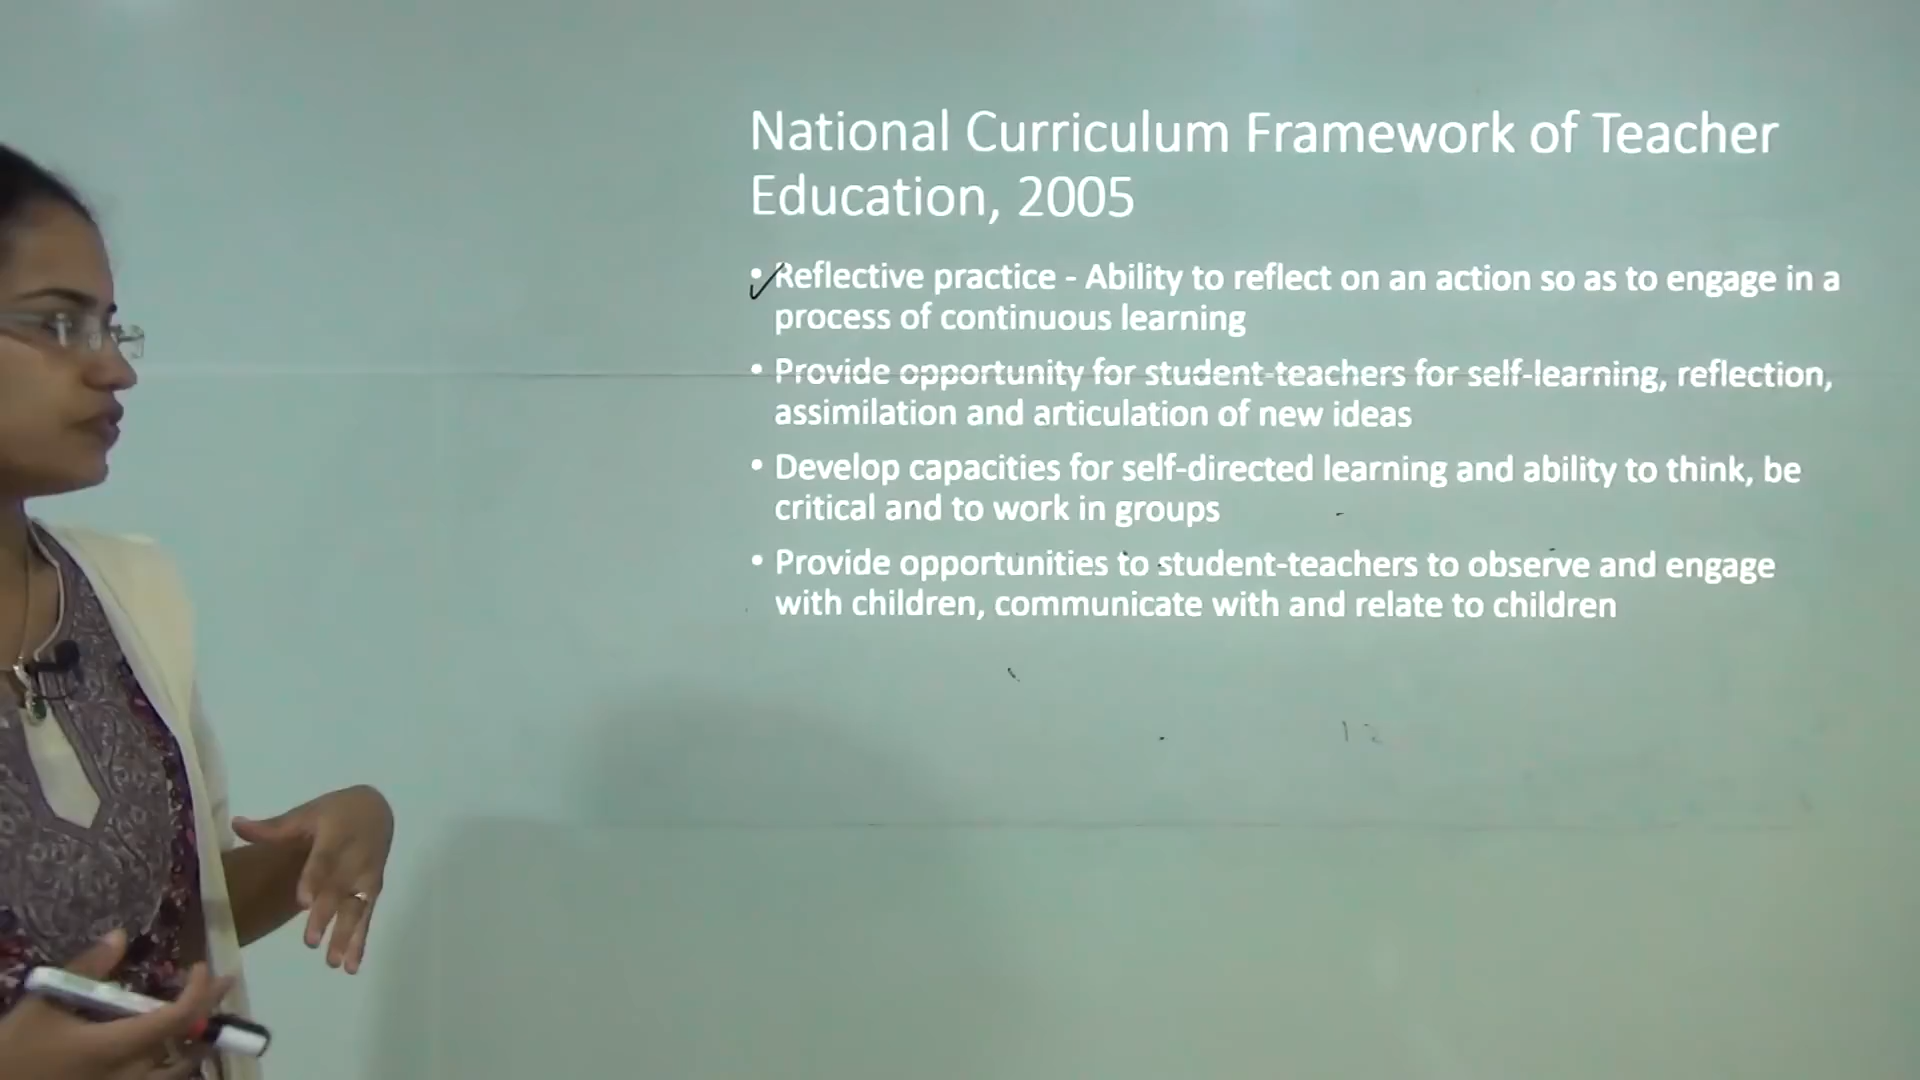 National Curriculum Framework of Teacher
Education, 2005
• Reflective practice - Ability to reflect on an action so as to engage in a
process of continuous learning
• Provide opportunity for student-teachers for self-learning, reflection,
assimilation and articulation of new ideas
• Develop capacities for self-directed learning and ability to think, be
critical and to work in groups
• Provide opportunities to student-teachers to observe and engage
with children, communicate with and relate to children
12